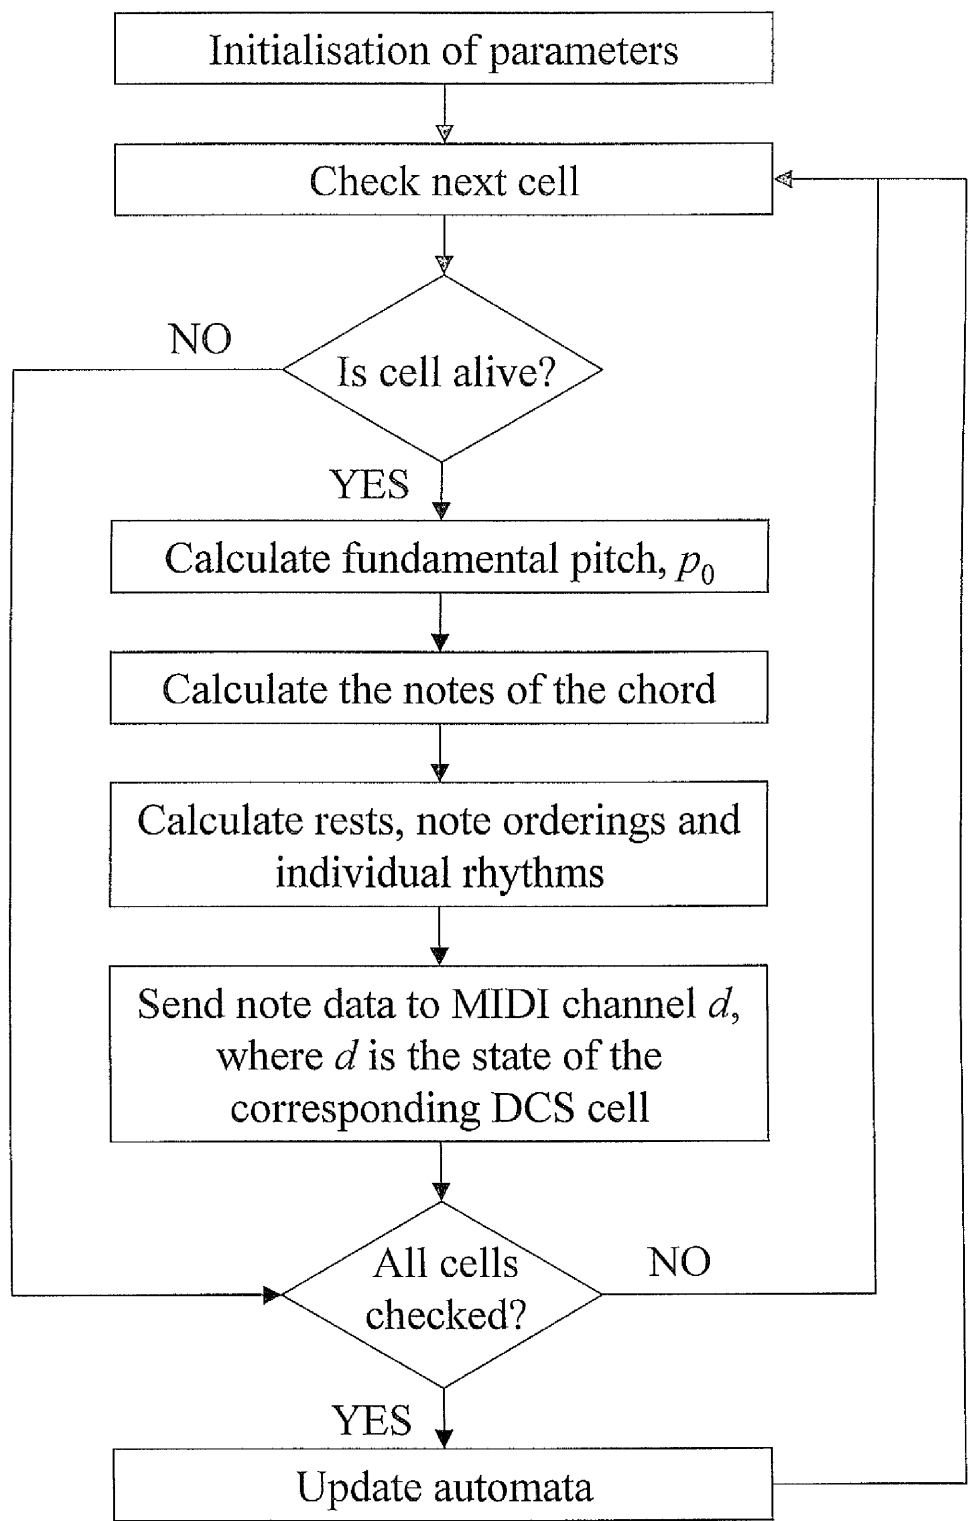 Initialisation of parameters
Check next cell
NO
Is cell alive?
YES
Calculate fundamental pitch, p₀
Calculate the notes of the chord
Calculate rests, note orderings and
individual rhythms
Send note data to MIDI channel d,
where d is the state of the
corresponding DCS cell
All cells
checked?
NO
YES
Update automata